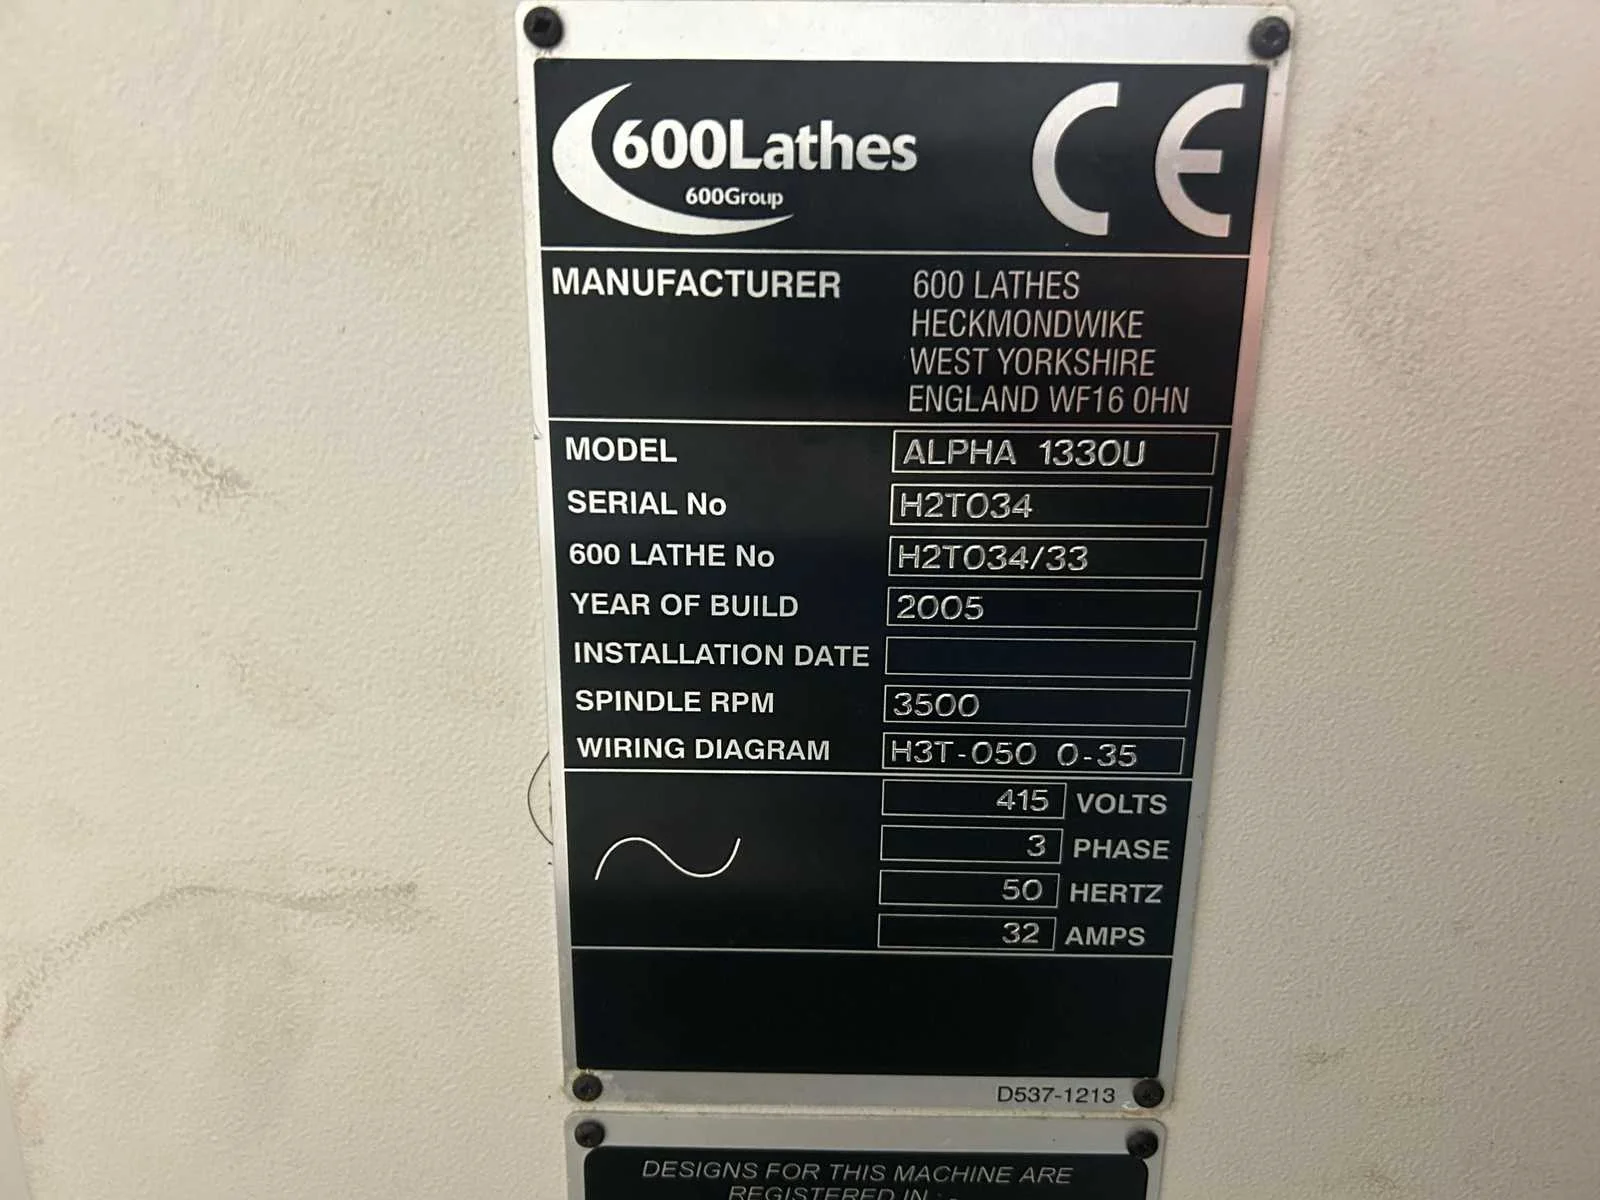 600Lathes
600Group
CE
MANUFACTURER 600 LATHES
HECKMONDWIKE
WEST YORKSHIRE
ENGLAND WF16 0HN
MODEL ALPHA 1330U
SERIAL No H2T034
600 LATHE No H2T034/33
YEAR OF BUILD 2005
INSTALLATION DATE
SPINDLE RPM 3500
WIRING DIAGRAM H3T-050 0-35
415 VOLTS
3 PHASE
50 HERTZ
32 AMPS
D537-1213
DESIGNS FOR THIS MACHINE ARE
REGISTERED IN :-